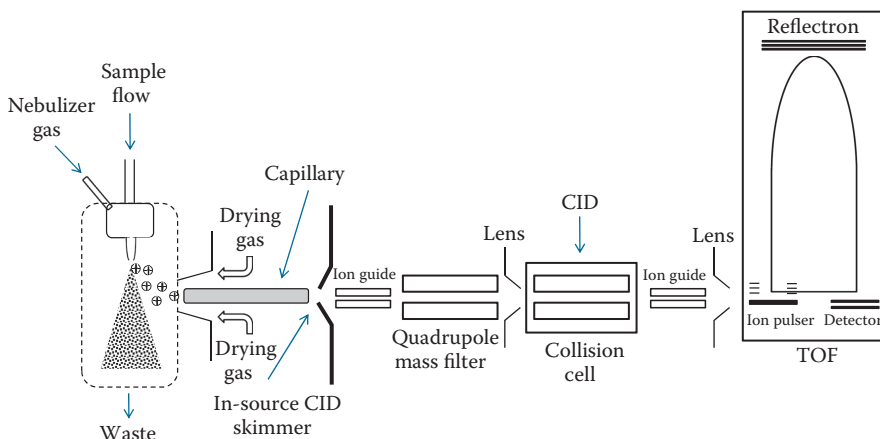 Sample
flow
Nebulizer
gas
Capillary
Drying
gas
Drying
gas
In-source CID
skimmer
Waste
Ion guide
Lens
Quadrupole
mass filter
CID
Collision
cell
Ion guide
Lens
Reflectron
Ion pulser
Detector
TOF